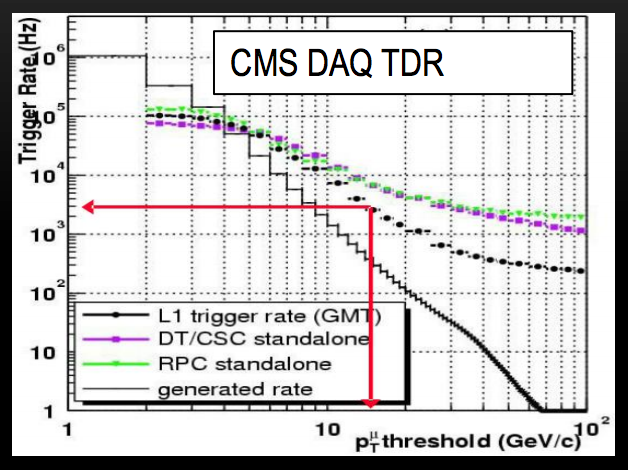 CMS DAQ TDR
Trigger Rate (Hz)
10^6
10^5
10^4
10^3
10^2
10
1
L1 trigger rate (GMT)
DT/CSC standalone
RPC standalone
generated rate
1
10
10^2
p_T^μ threshold (GeV/c)